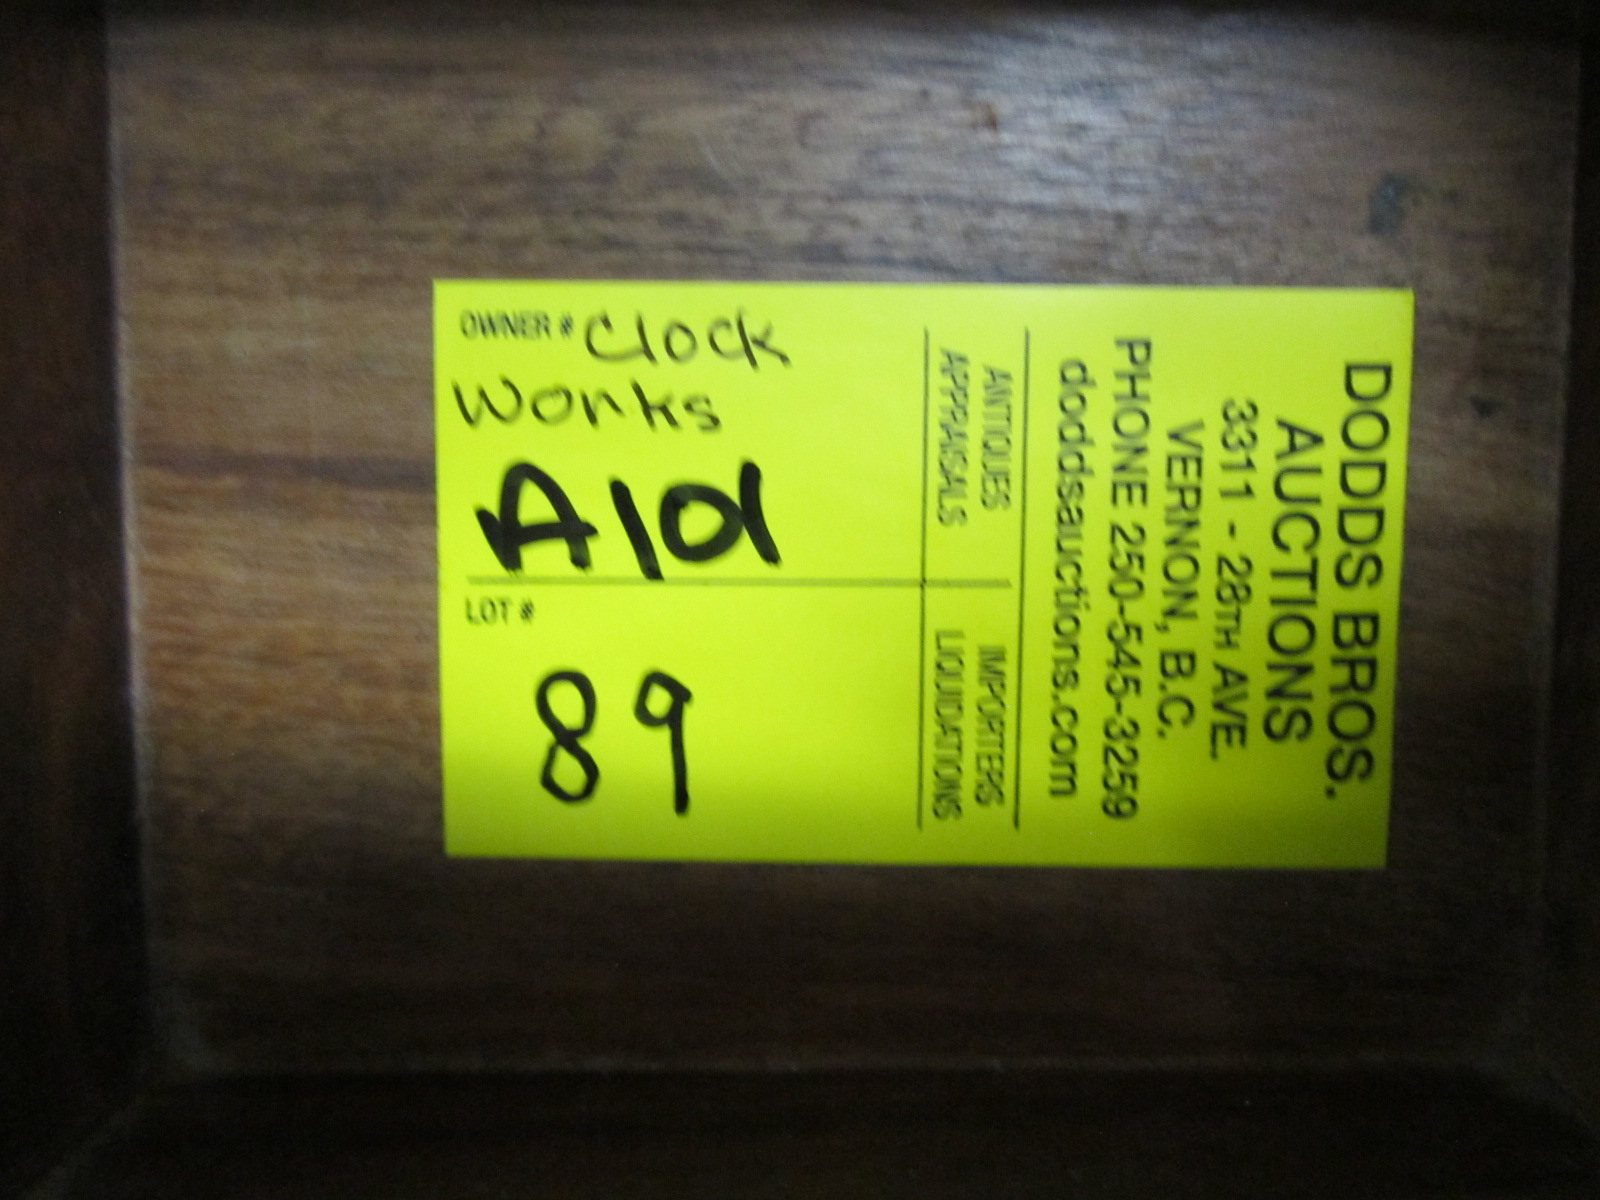 DODDS BROS.
AUCTIONS
3311 - 28TH AVE.
VERNON, B.C.
PHONE 250-545-3259
doddsauctions.com
ANTIQUES IMPORTERS
APPRAISALS LIQUIDATIONS
OWNER # Clock
Works
A101
LOT #
89